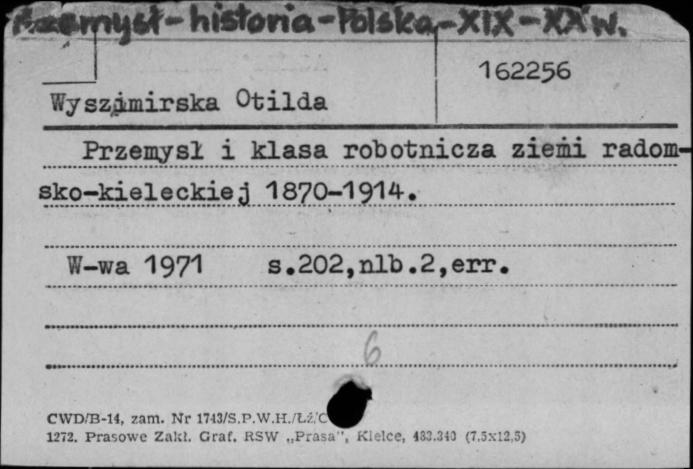 Przemysł-historia-Polska-XIX-XX w.
162256
Wyszimirska Otilda
Przemysł i klasa robotnicza ziemi radom-
sko-kieleckiej 1870-1914.
W-wa 1971 s.202,nlb.2,err.
6
CWD/B-14, zam. Nr 1743/S.P.W.H./Łź/C
1272. Prasowe Zakł. Graf. RSW „Prasa”, Kielce, 483.340 (7,5x12,5)